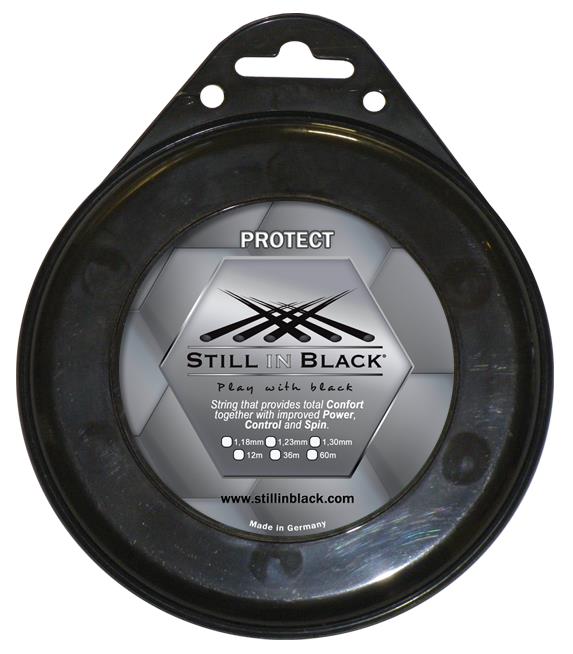 PROTECT
STILL IN BLACK®
Play with black
String that provides total Confort
together with improved Power,
Control and Spin.
1,18mm 1,23mm 1,30mm
12m 36m 60m
www.stillinblack.com
Made in Germany